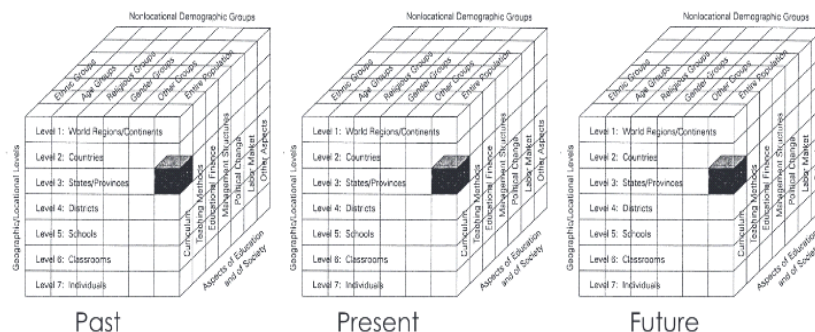 Nonlocational Demographic Groups
Ethnic Groups
Age Groups
Religious Groups
Gender Groups
Other Groups
Entire Population
Geographic/Locational Levels
Level 1: World Regions/Continents
Level 2: Countries
Level 3: States/Provinces
Level 4: Districts
Level 5: Schools
Level 6: Classrooms
Level 7: Individuals
Curriculum
Teaching Methods
Educational Finance
Management Structures
Political Change
Labor Market
Other Aspects
Aspects of Education
and of Society
Past
Nonlocational Demographic Groups
Ethnic Groups
Age Groups
Religious Groups
Gender Groups
Other Groups
Entire Population
Geographic/Locational Levels
Level 1: World Regions/Continents
Level 2: Countries
Level 3: States/Provinces
Level 4: Districts
Level 5: Schools
Level 6: Classrooms
Level 7: Individuals
Curriculum
Teaching Methods
Educational Finance
Management Structures
Political Change
Labor Market
Other Aspects
Aspects of Education
and of Society
Present
Nonlocational Demographic Groups
Ethnic Groups
Age Groups
Religious Groups
Gender Groups
Other Groups
Entire Population
Geographic/Locational Levels
Level 1: World Regions/Continents
Level 2: Countries
Level 3: States/Provinces
Level 4: Districts
Level 5: Schools
Level 6: Classrooms
Level 7: Individuals
Curriculum
Teaching Methods
Educational Finance
Management Structures
Political Change
Labor Market
Aspects of Education
and of Society
Future